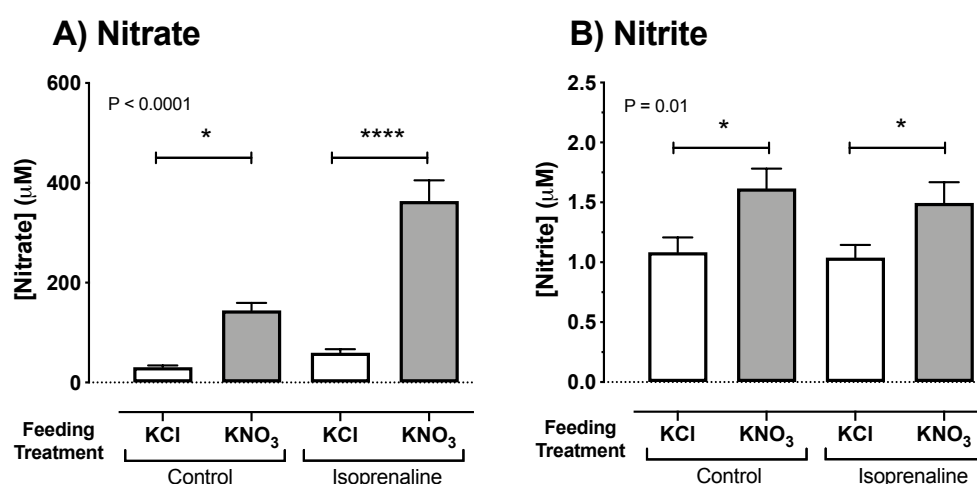 A) Nitrate
[Nitrate] (μM)
600
400
200
0
P < 0.0001
*
****
Feeding
Treatment
KCl
KNO₃
KCl
KNO₃
Control
Isoprenaline
B) Nitrite
[Nitrite] (μM)
2.5
2.0
1.5
1.0
0.5
0.0
P = 0.01
*
*
Feeding
Treatment
KCl
KNO₃
KCl
KNO₃
Control
Isoprenaline